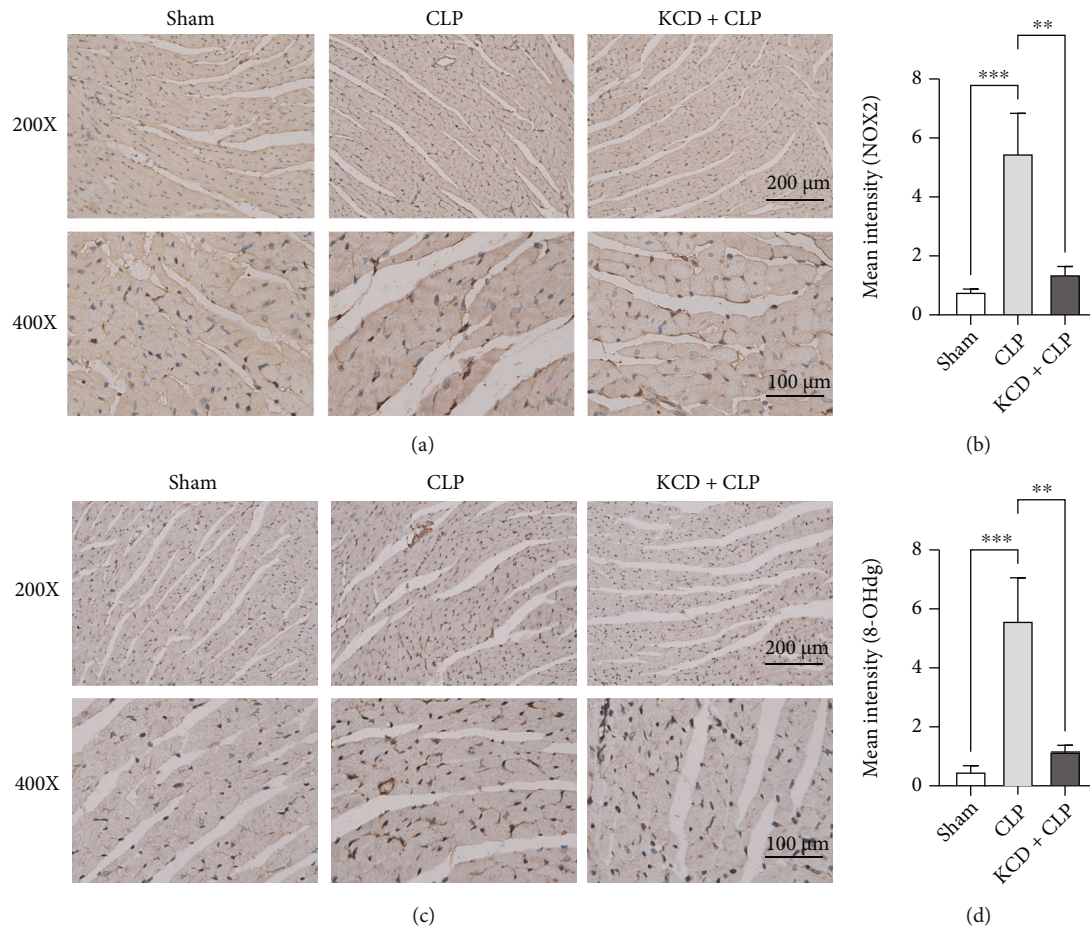 Sham CLP KCD + CLP
200X
200 µm
400X
100 µm
(a)
Mean intensity (NOX2)
8
6
4
2
0
***
**
Sham
CLP
KCD + CLP
(b)
Sham CLP KCD + CLP
200X
200 µm
400X
100 µm
(c)
Mean intensity (8-OHdg)
8
6
4
2
0
***
**
Sham
CLP
KCD + CLP
(d)